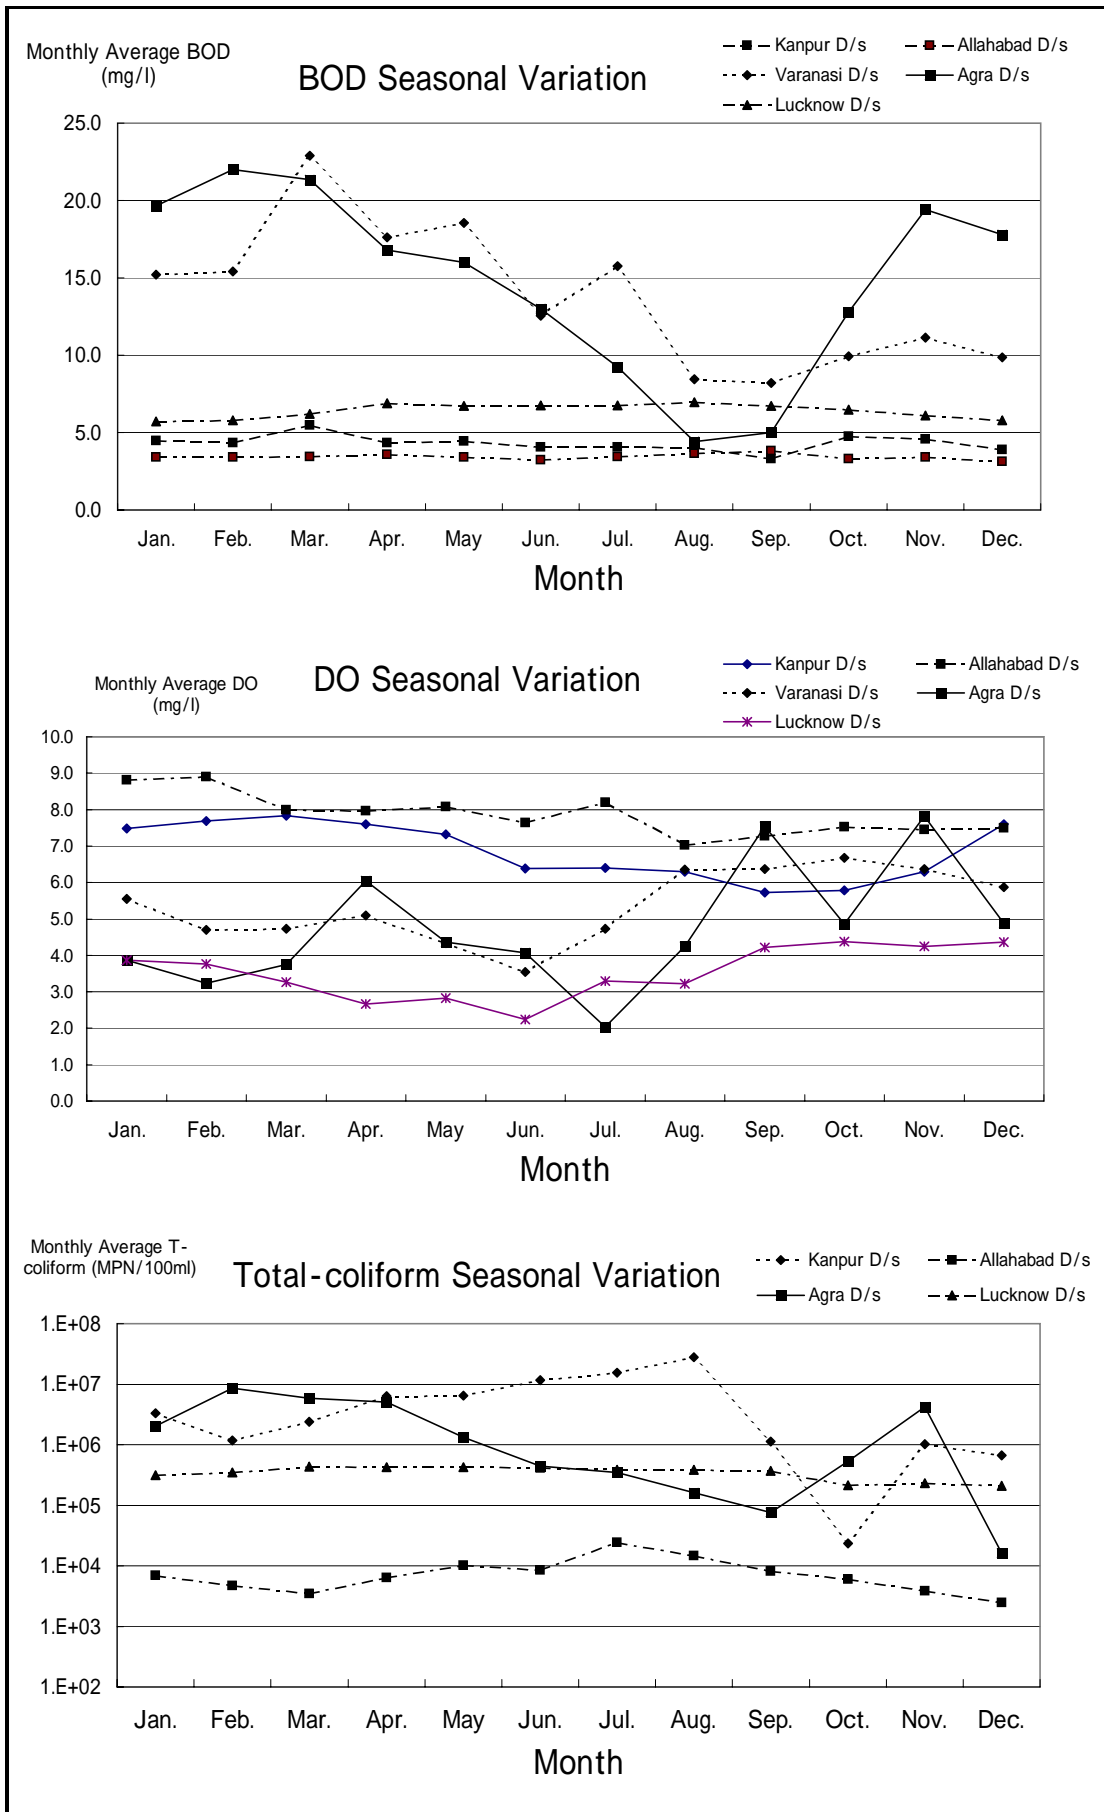 Monthly Average BOD
(mg/l)
BOD Seasonal Variation
Kanpur D/s
Allahabad D/s
Varanasi D/s
Agra D/s
Lucknow D/s
25.0
20.0
15.0
10.0
5.0
0.0
Jan. Feb. Mar. Apr. May Jun. Jul. Aug. Sep. Oct. Nov. Dec.
Month
Monthly Average DO
(mg/l)
DO Seasonal Variation
Kanpur D/s
Allahabad D/s
Varanasi D/s
Agra D/s
Lucknow D/s
10.0
9.0
8.0
7.0
6.0
5.0
4.0
3.0
2.0
1.0
0.0
Jan. Feb. Mar. Apr. May Jun. Jul. Aug. Sep. Oct. Nov. Dec.
Month
Monthly Average T-
coliform (MPN/100ml)
Total-coliform Seasonal Variation
Kanpur D/s
Allahabad D/s
Agra D/s
Lucknow D/s
1.E+08
1.E+07
1.E+06
1.E+05
1.E+04
1.E+03
1.E+02
Jan. Feb. Mar. Apr. May Jun. Jul. Aug. Sep. Oct. Nov. Dec.
Month